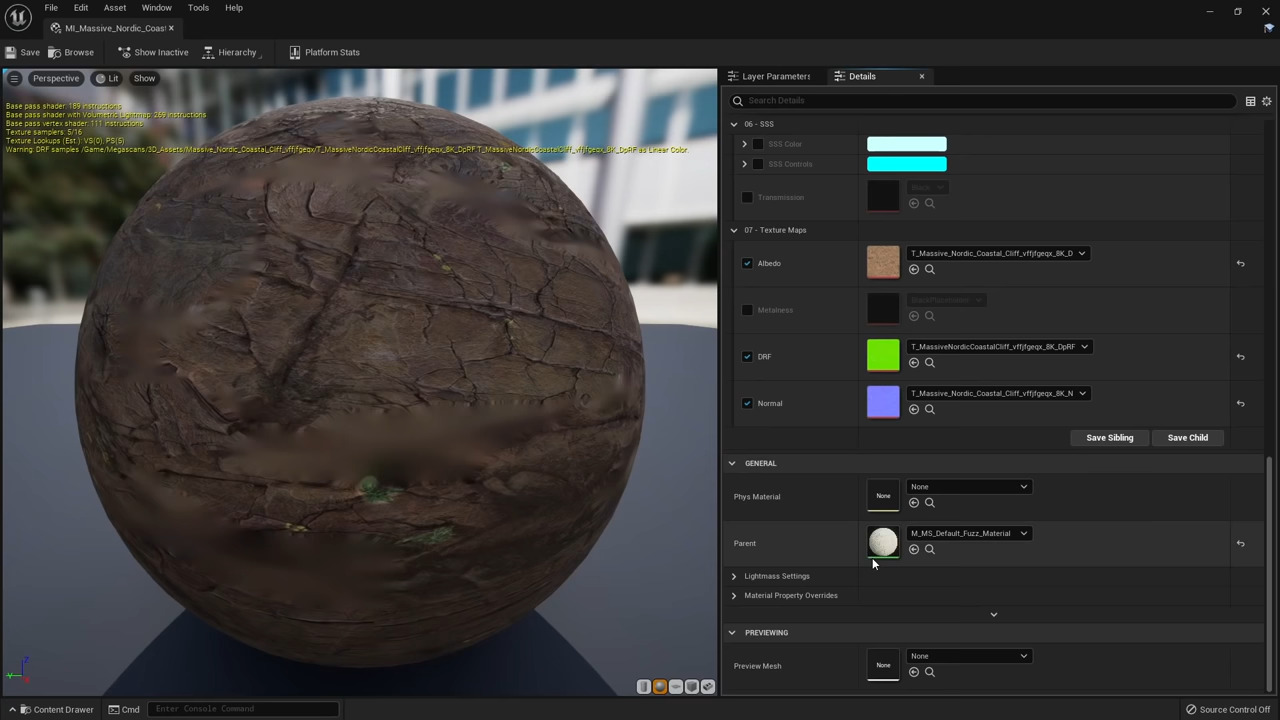 File Edit Asset Window Tools Help
MI_Massive_Nordic_Coast
Save Browse Show Inactive Hierarchy Platform Stats
Layer Parameters Details
Perspective Lit Show
Search Details
Base pass shader: 189 instructions
Base pass shader with Volumetric Lightmap: 269 instructions
Base pass vertex shader: 111 instructions
Texture samplers: 5/16
Texture Lookups (Est.): VS(0), PS(5)
Warning: DRF samples /Game/Megascans/3D_Assets/Massive_Nordic_Coastal_Cliff_vffjfgeqx/T_MassiveNordicCoastalCliff_vffjfgeqx_8K_DpRF.T_MassiveNordicCoastalCliff_vffjfgeqx_8K_DpRF as Linear Color.
06 - SSS
SSS Color
SSS Controls
Transmission
Black
07 - Texture Maps
Albedo
T_Massive_Nordic_Coastal_Cliff_vffjfgeqx_8K_D
Metalness
BlackPlaceholder
DRF
T_MassiveNordicCoastalCliff_vffjfgeqx_8K_DpRF
Normal
T_Massive_Nordic_Coastal_Cliff_vffjfgeqx_8K_N
Save Sibling Save Child
GENERAL
Phys Material
None
None
Parent
M_MS_Default_Fuzz_Material
Lightmass Settings
Material Property Overrides
PREVIEWING
Preview Mesh
None
None
Content Drawer Cmd Enter Console Command Source Control Off